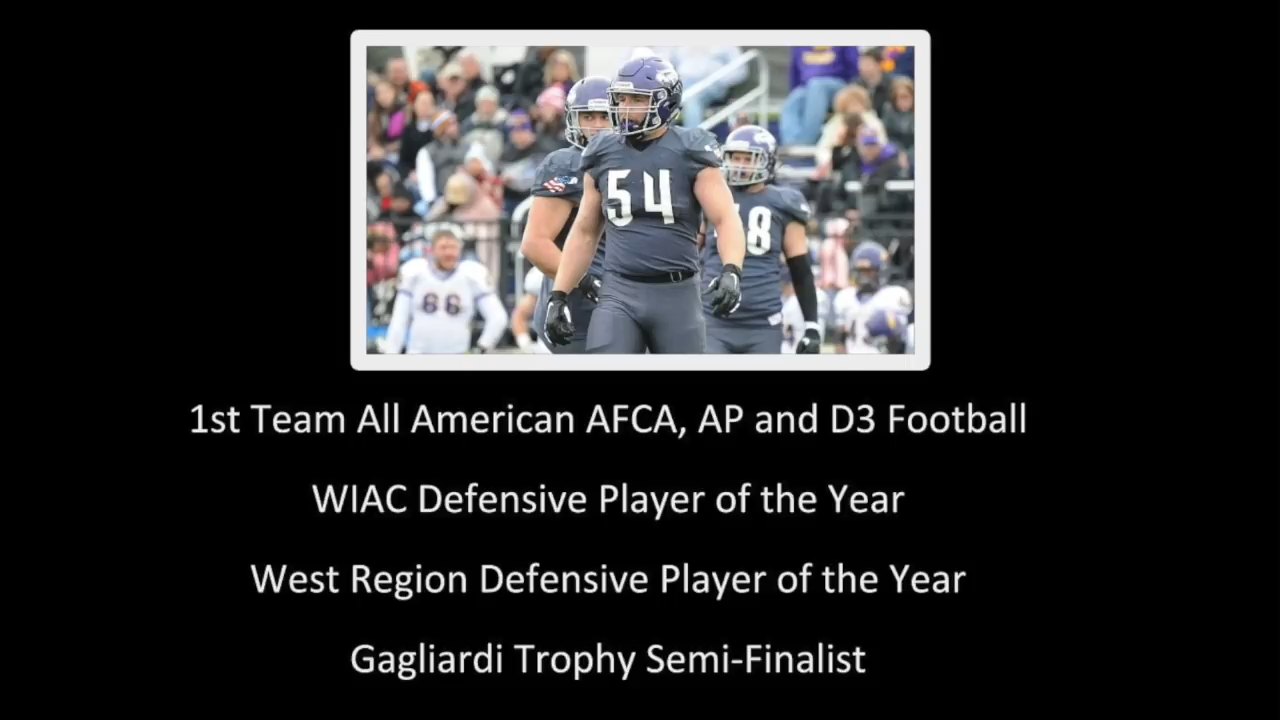 54
8
66
1st Team All American AFCA, AP and D3 Football
WIAC Defensive Player of the Year
West Region Defensive Player of the Year
Gagliardi Trophy Semi-Finalist